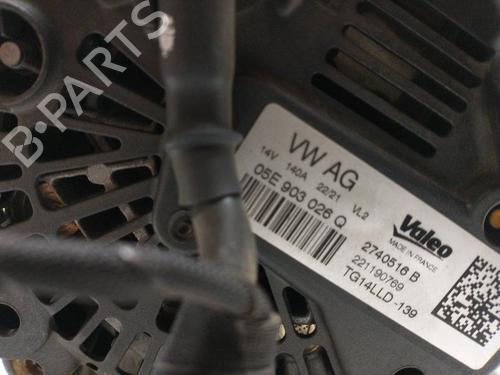 B-PARTS
VW AG
14V 140A 22/21 VL2
05E 903 026 Q
Valeo
MADE IN FRANCE
2740516 B
221190769
TG14LLD -139